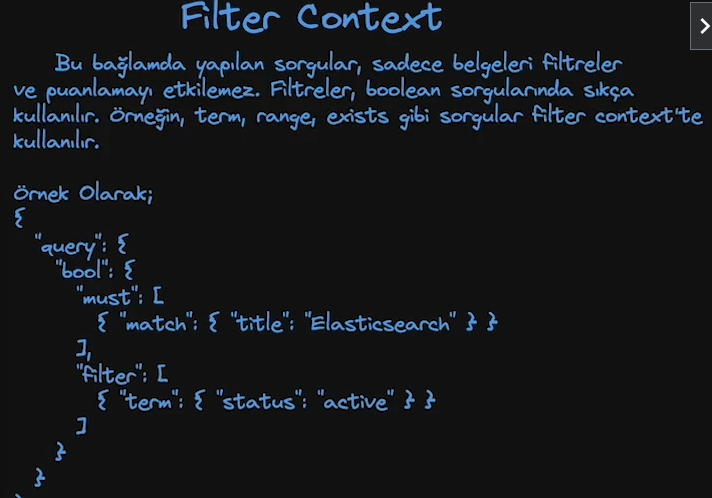 Filter Context
Bu bağlamda yapılan sorgular, sadece belgeleri filtreler
ve puanlamayı etkilemez. Filtreler, boolean sorgularında sıkça
kullanılır. Örneğin, term, range, exists gibi sorgular filter context'te
kullanılır.
Örnek Olarak;
{
"query": {
"bool": {
"must": [
{ "match": { "title": "Elasticsearch" } }
],
"filter": [
{ "term": { "status": "active" } }
]
}
}
}